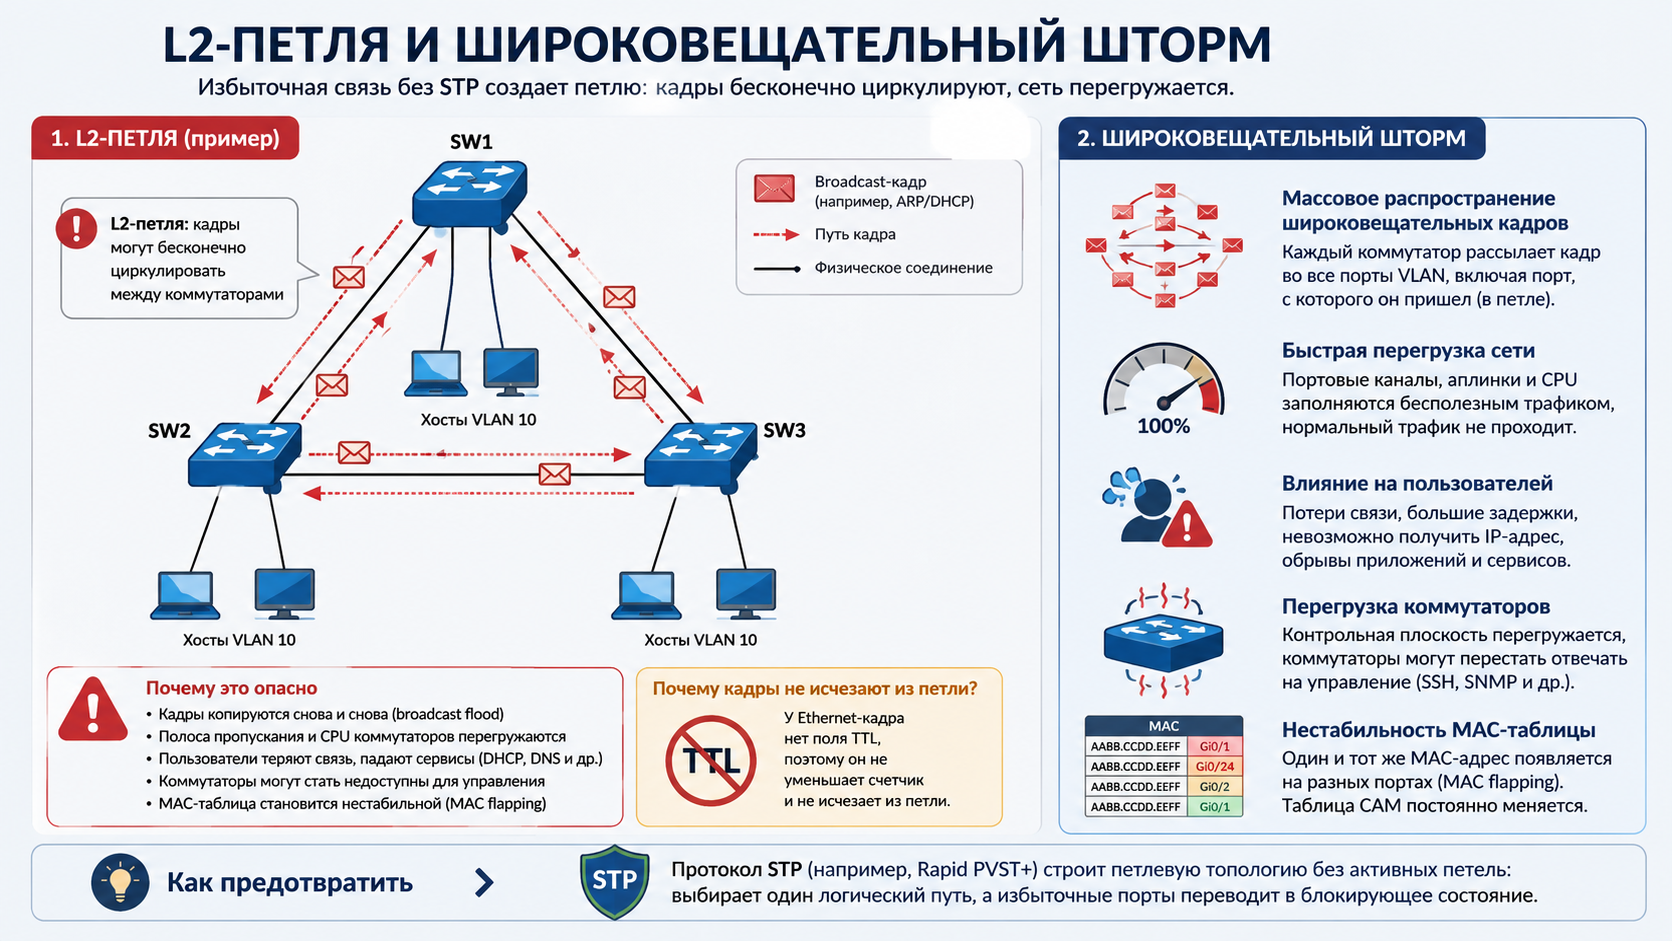 L2-ПЕТЛЯ И ШИРОКОВЕЩАТЕЛЬНЫЙ ШТОРМ
Избыточная связь без STP создает петлю: кадры бесконечно циркулируют, сеть перегружается.
1. L2-ПЕТЛЯ (пример)
SW1
L2-петля: кадры
могут бесконечно
циркулировать
между коммутаторами
Broadcast-кадр
(например, ARP/DHCP)
Путь кадра
Физическое соединение
Хосты VLAN 10
SW2
SW3
Хосты VLAN 10
Хосты VLAN 10
Почему это опасно
• Кадры копируются снова и снова (broadcast flood)
• Полоса пропускания и CPU коммутаторов перегружаются
• Пользователи теряют связь, падают сервисы (DHCP, DNS и др.)
• Коммутаторы могут стать недоступны для управления
• MAC-таблица становится нестабильной (MAC flapping)
Почему кадры не исчезают из петли?
TTL
У Ethernet-кадра
нет поля TTL,
поэтому он не
уменьшает счетчик
и не исчезает из петли.
2. ШИРОКОВЕЩАТЕЛЬНЫЙ ШТОРМ
Массовое распространение
широковещательных кадров
Каждый коммутатор рассылает кадр
во все порты VLAN, включая порт,
с которого он пришел (в петле).
100%
Быстрая перегрузка сети
Портовые каналы, аплинки и CPU
заполняются бесполезным трафиком,
нормальный трафик не проходит.
Влияние на пользователей
Потери связи, большие задержки,
невозможно получить IP-адрес,
обрывы приложений и сервисов.
Перегрузка коммутаторов
Контрольная плоскость перегружается,
коммутаторы могут перестать отвечать
на управление (SSH, SNMP и др.).
MAC
AABB.CCDD.EEFF Gi0/1
AABB.CCDD.EEFF Gi0/24
AABB.CCDD.EEFF Gi0/2
AABB.CCDD.EEFF Gi0/1
Нестабильность MAC-таблицы
Один и тот же MAC-адрес появляется
на разных портах (MAC flapping).
Таблица CAM постоянно меняется.
Как предотвратить
STP
Протокол STP (например, Rapid PVST+) строит петлевую топологию без активных петель:
выбирает один логический путь, а избыточные порты переводит в блокирующее состояние.